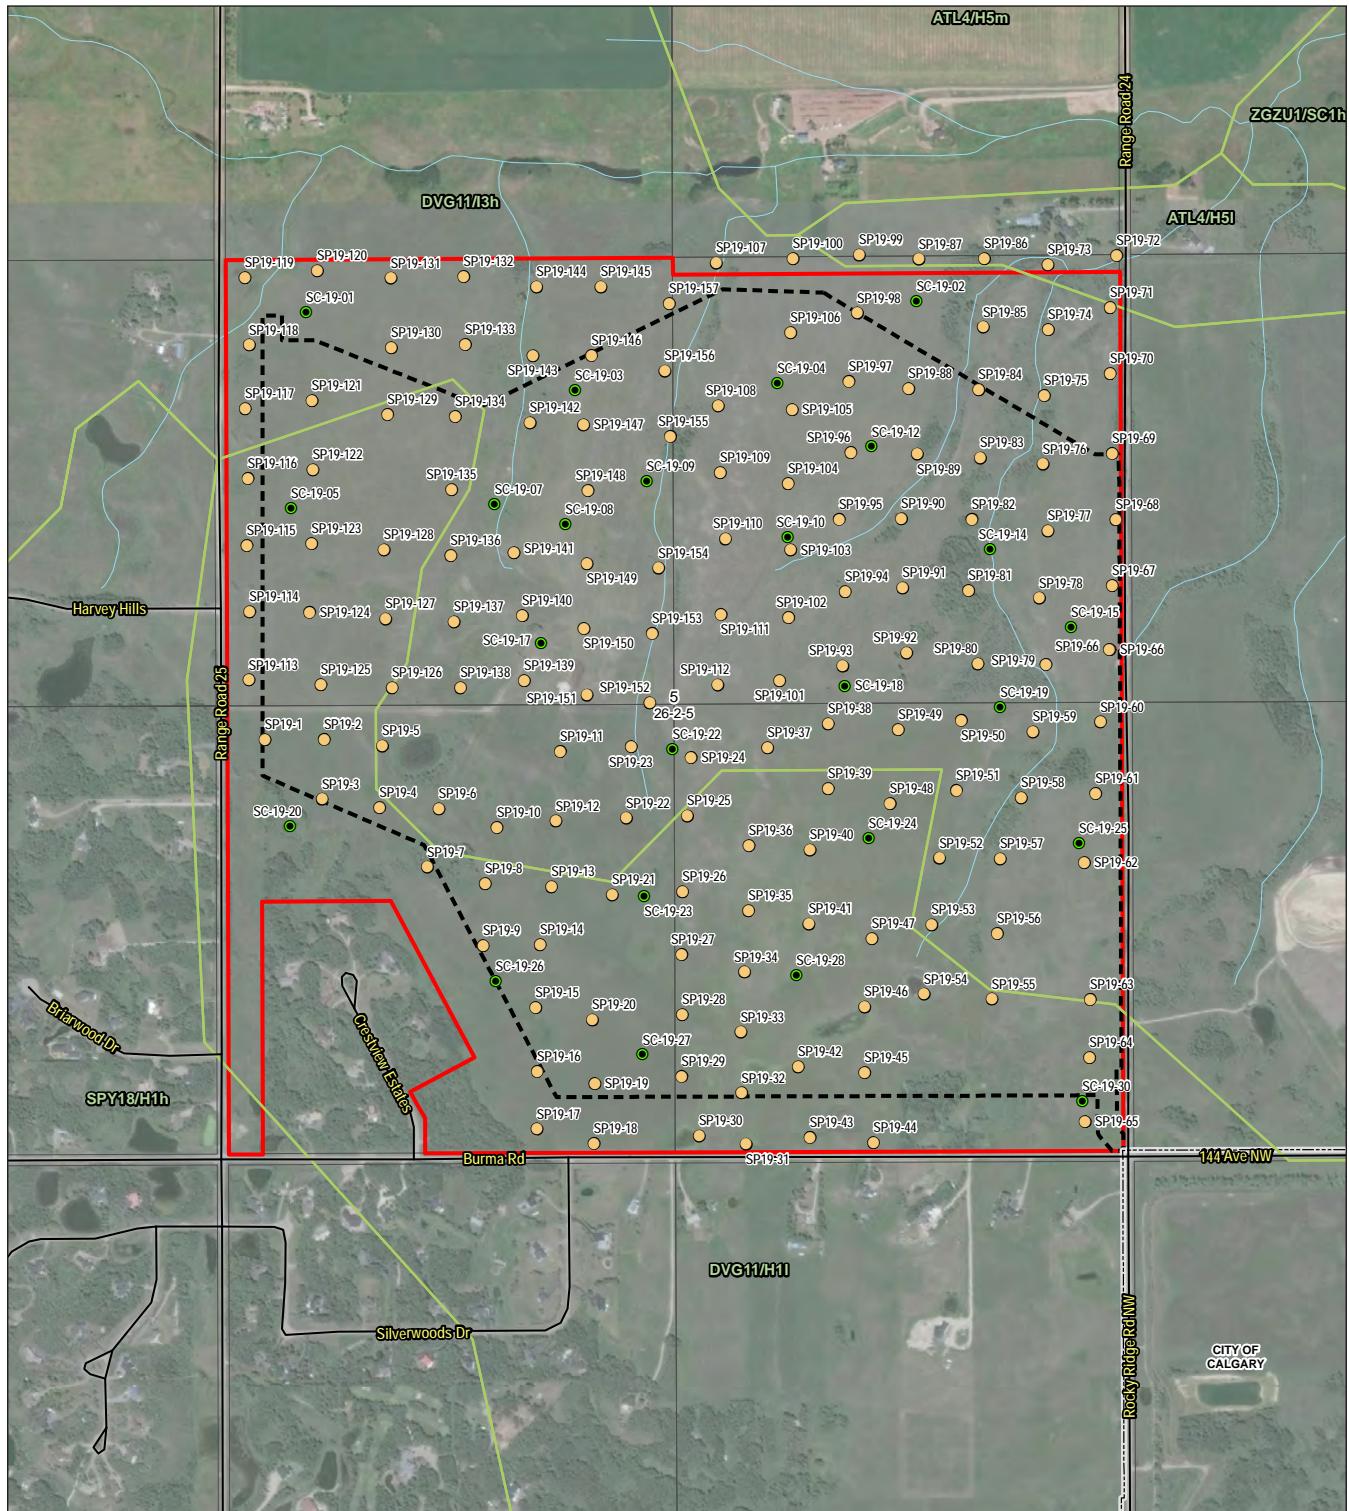 ATL4/H5m
Range Road 24
ZGZU1/SC1h
DVG11/I3h
ATL4/H5l
SP19-107
SP19-100
SP19-99
SP19-87
SP19-86
SP19-73
SP19-72
SP19-119
SP19-120
SP19-131
SP19-132
SP19-144
SP19-145
SP19-157
SC-19-01
SP19-98
SC-19-02
SP19-71
SP19-118
SP19-130
SP19-133
SP19-143
SP19-146
SP19-106
SP19-85
SP19-74
SP19-156
SP19-70
SC-19-03
SC-19-04
SP19-97
SP19-88
SP19-84
SP19-75
SP19-117
SP19-121
SP19-129
SP19-134
SP19-142
SP19-147
SP19-108
SP19-105
SP19-155
SP19-96
SC-19-12
SP19-89
SP19-83
SP19-76
SP19-69
SP19-116
SP19-122
SP19-135
SC-19-07
SP19-148
SC-19-09
SP19-109
SP19-104
SC-19-05
SC-19-08
SP19-95
SP19-90
SP19-82
SP19-77
SP19-68
SP19-115
SP19-123
SP19-128
SP19-136
SP19-141
SP19-149
SP19-154
SP19-110
SC-19-10
SP19-103
SC-19-14
Harvey Hills
SP19-114
SP19-124
SP19-127
SP19-137
SP19-140
SC-19-17
SP19-150
SP19-153
SP19-111
SP19-102
SP19-94
SP19-91
SP19-81
SP19-78
SP19-67
SC-19-15
Range Road 25
SP19-113
SP19-125
SP19-126
SP19-138
SP19-139
SP19-151
SP19-152
SP19-112
SP19-101
SP19-93
SP19-92
SP19-80
SP19-79
SP19-66
SP19-66
SC-19-18
SC-19-19
5
26-2-5
SP19-1
SP19-2
SP19-5
SP19-11
SP19-23
SC-19-22
SP19-24
SP19-37
SP19-38
SP19-49
SP19-50
SP19-59
SP19-60
SP19-3
SP19-4
SP19-6
SP19-10
SP19-12
SP19-22
SP19-25
SP19-39
SP19-48
SP19-51
SP19-58
SP19-61
SC-19-20
SP19-36
SP19-40
SC-19-24
SP19-52
SP19-57
SC-19-25
SP19-62
SP19-7
SP19-8
SP19-13
SP19-21
SC-19-23
SP19-26
SP19-35
SP19-41
SP19-47
SP19-53
SP19-56
SP19-9
SP19-14
SP19-27
SP19-34
SC-19-28
SC-19-26
SP19-15
SP19-20
SP19-28
SP19-33
SP19-46
SP19-54
SP19-55
SP19-63
Briarwood Dr
Crestview Estates
SC-19-27
SP19-16
SP19-19
SP19-29
SP19-32
SP19-42
SP19-45
SP19-64
SPY18/H1h
SC-19-30
SP19-65
SP19-17
SP19-18
SP19-30
SP19-31
SP19-43
SP19-44
Burma Rd
144 Ave NW
DVG11/H1l
Silverwoods Dr
Rocky Ridge Rd NW
CITY OF
CALGARY